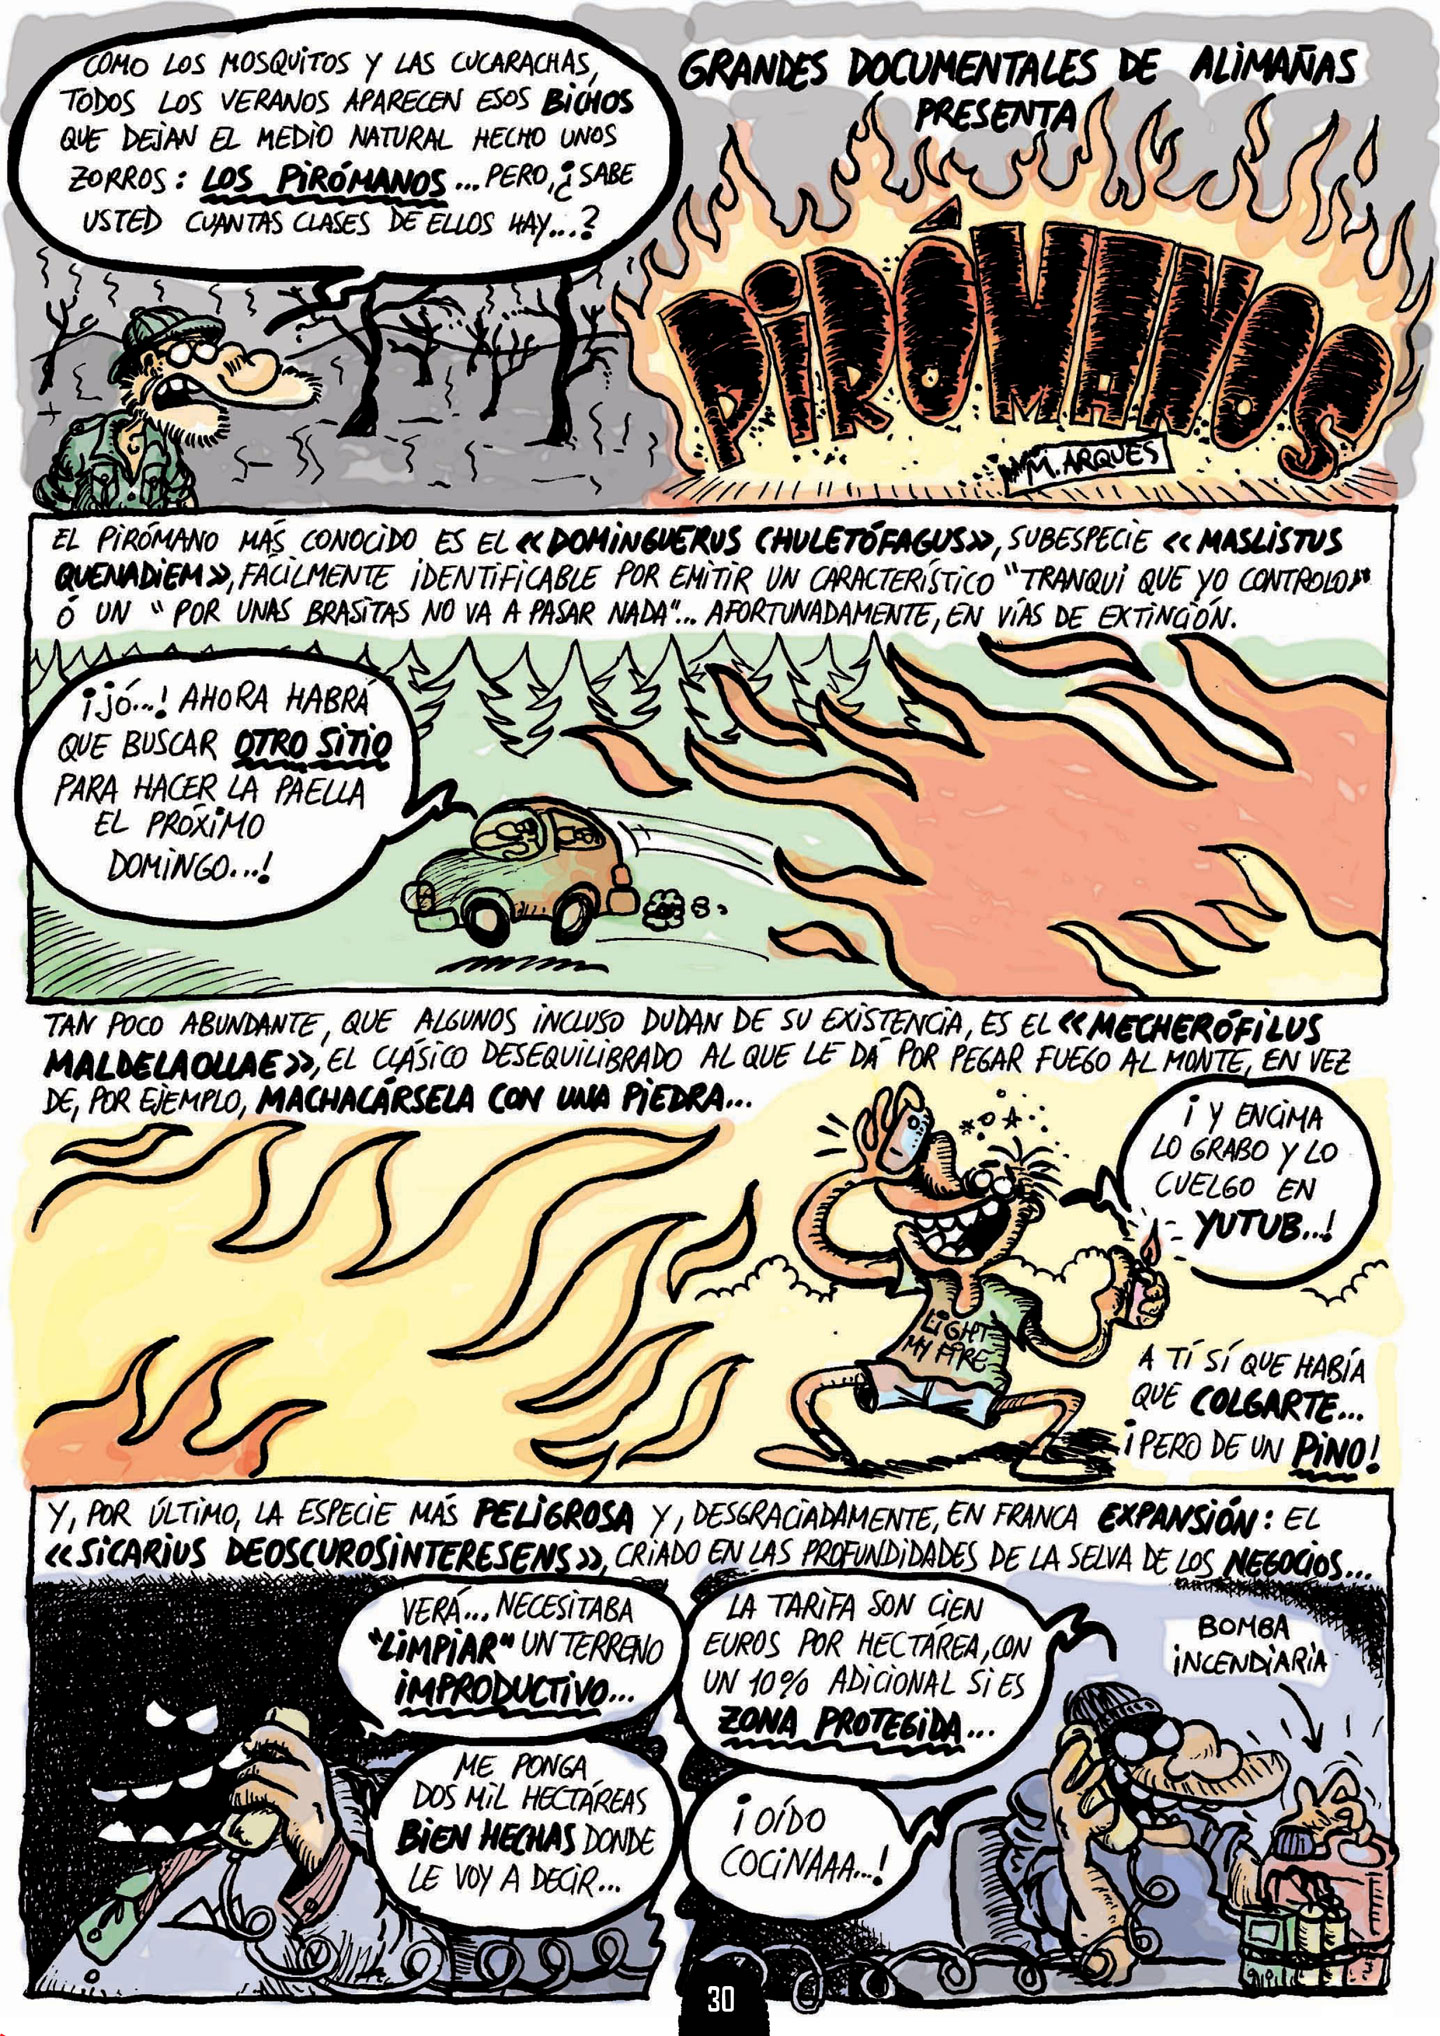 CÓMO LOS MOSQUITOS Y LAS CUCARACHAS,
TODOS LOS VERANOS APARECEN ESOS BICHOS
QUE DEJAN EL MEDIO NATURAL HECHO UNOS
ZORROS: LOS PIRÓMANOS...PERO, ¿SABE
USTED CUANTAS CLASES DE ELLOS HAY...?
GRANDES DOCUMENTALES DE ALIMAÑAS
PRESENTA
PIRÓMANOS
M. ARQUES
EL PIRÓMANO MÁS CONOCIDO ES EL «DOMINGUERUS CHULETÓFAGUS», SUBESPECIE «MASLISTUS
QUENADIEM», FÁCILMENTE IDENTIFICABLE POR EMITIR UN CARACTERÍSTICO "TRANQUI QUE YO CONTROLO"
Ó UN "POR UNAS BRASITAS NO VA A PASAR NADA"... AFORTUNADAMENTE, EN VÍAS DE EXTINCIÓN.
¡JÓ...! AHORA HABRÁ
QUE BUSCAR OTRO SITIO
PARA HACER LA PAELLA
EL PRÓXIMO
DOMINGO...!
TAN POCO ABUNDANTE, QUE ALGUNOS INCLUSO DUDAN DE SU EXISTENCIA, ES EL «MECHERÓFILUS
MALDELAOLLAE», EL CLÁSICO DESEQUILIBRADO AL QUE LE DÁ POR PEGAR FUEGO AL MONTE, EN VEZ
DE, POR EJEMPLO, MACHACÁRSELA CON UNA PIEDRA...
¡Y ENCIMA
LO GRABO Y LO
CUELGO EN
YUTUB...!
LIGHT
MY FIRE
A TÍ SÍ QUE HABÍA
QUE COLGARTE...
¡PERO DE UN PINO!
Y, POR ÚLTIMO, LA ESPECIE MÁS PELIGROSA Y, DESGRACIADAMENTE, EN FRANCA EXPANSIÓN: EL
«SICARIUS DEOSCUROSINTERESENS», CRIADO EN LAS PROFUNDIDADES DE LA SELVA DE LOS NEGOCIOS...
VERÁ... NECESITABA
"LIMPIAR" UN TERRENO
IMPRODUCTIVO...
LA TARIFA SON CIEN
EUROS POR HECTÁREA, CON
UN 10% ADICIONAL SI ES
ZONA PROTEGIDA...
BOMBA
INCENDIARIA
ME PONGA
DOS MIL HECTÁREAS
BIEN HECHAS DONDE
LE VOY A DECIR...
¡OÍDO
COCINAAA...!
30